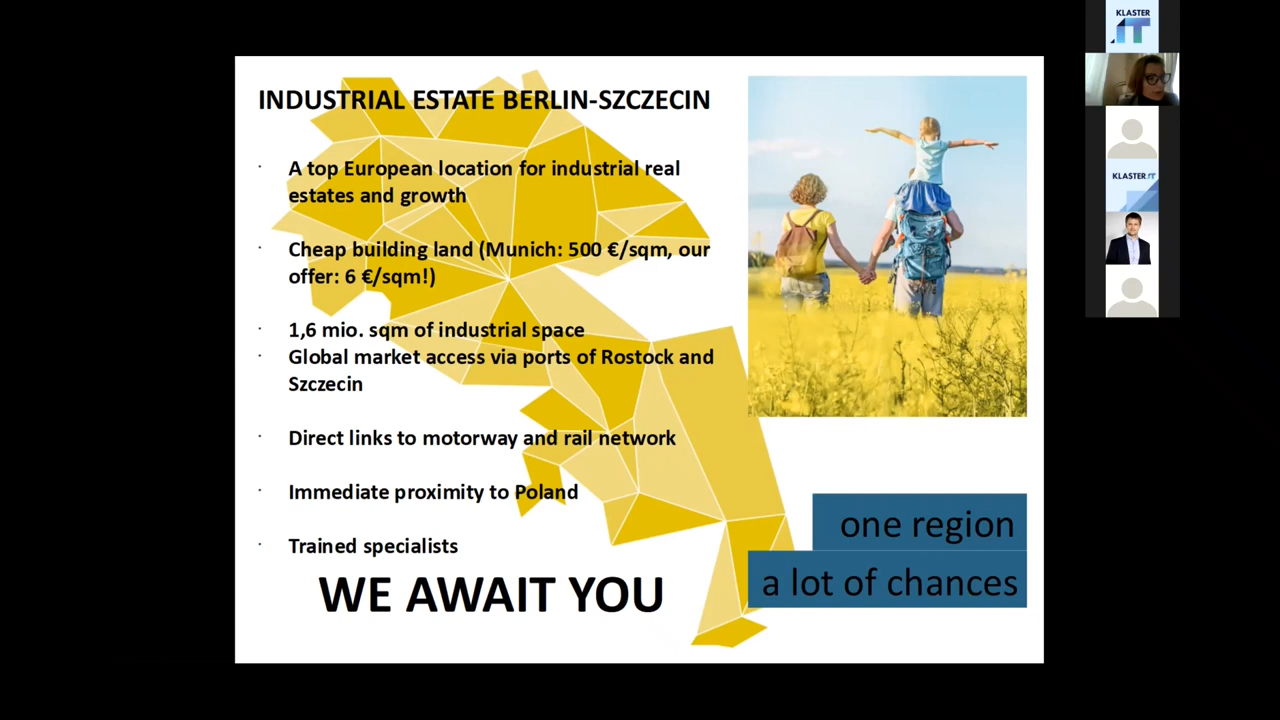 INDUSTRIAL ESTATE BERLIN-SZCZECIN
· A top European location for industrial real
estates and growth
· Cheap building land (Munich: 500 €/sqm, our
offer: 6 €/sqm!)
· 1,6 mio. sqm of industrial space
· Global market access via ports of Rostock and
Szczecin
· Direct links to motorway and rail network
· Immediate proximity to Poland
· Trained specialists
WE AWAIT YOU
one region
a lot of chances
KLASTER
IT
KLASTER IT